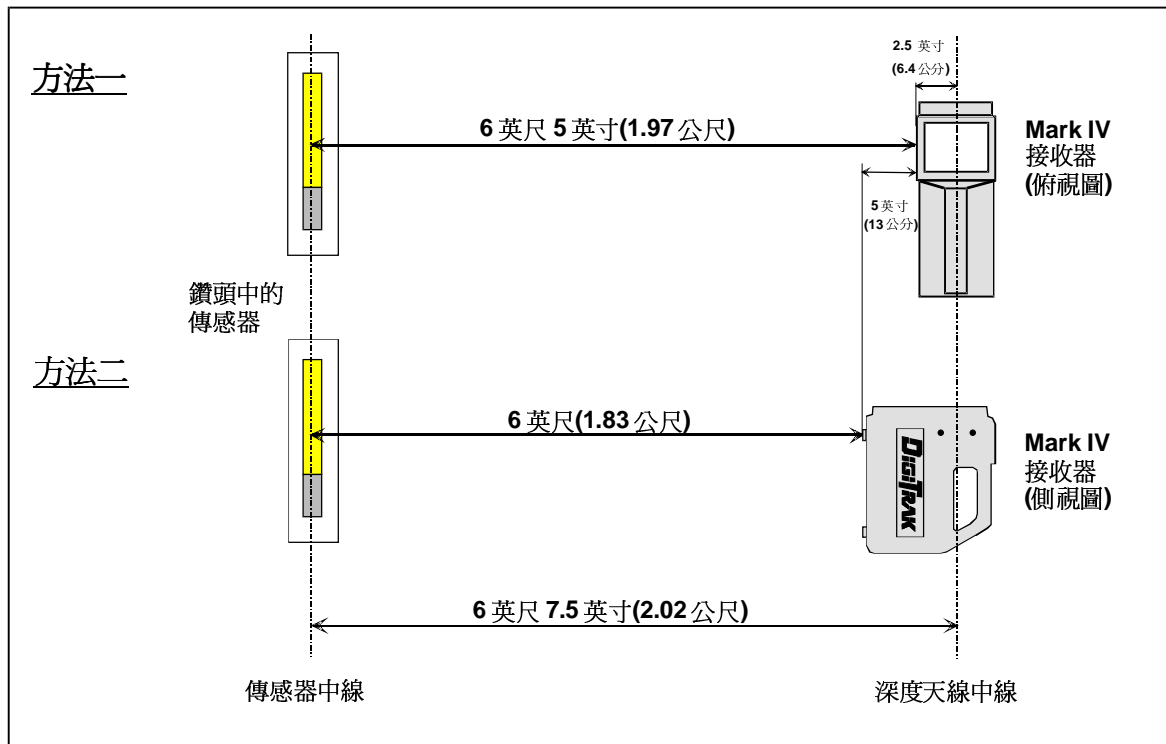 方法一
2.5 英寸
(6.4 公分)
6 英尺 5 英寸(1.97 公尺)
Mark IV
接收器
(俯視圖)
5 英寸
(13 公分)
鑽頭中的
傳感器
方法二
6 英尺(1.83 公尺)
Mark IV
接收器
(側視圖)
DIGITRAK
6 英尺 7.5 英寸(2.02 公尺)
傳感器中線
深度天線中線